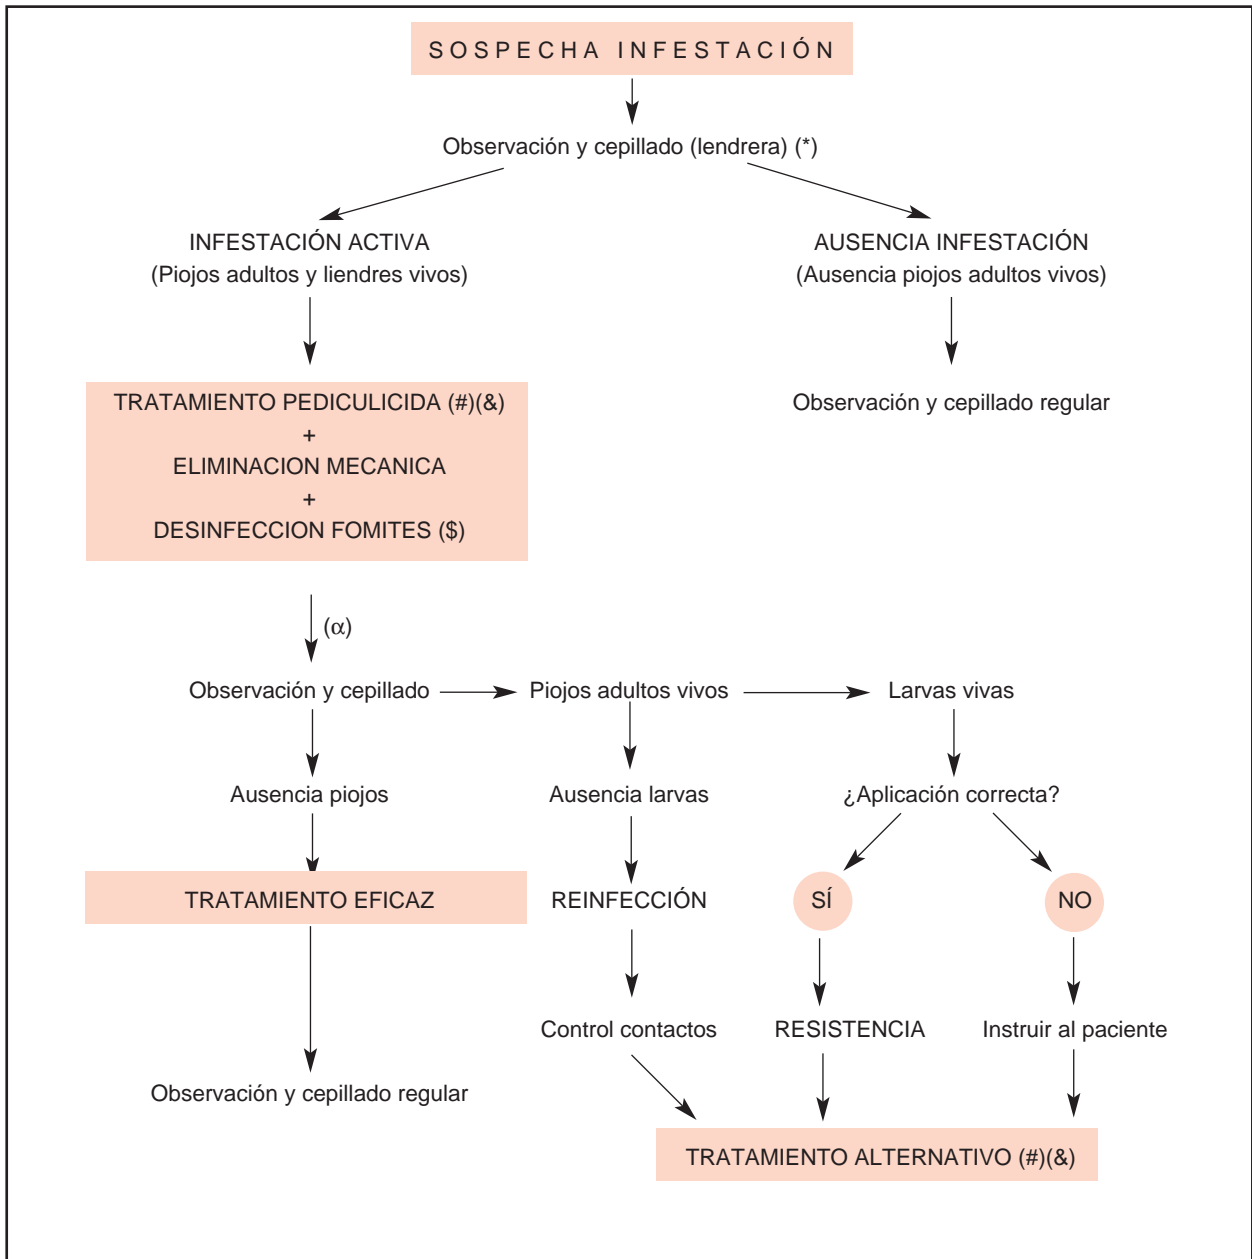 SOSPECHA INFESTACIÓN
Observación y cepillado (lendrera) (*)
INFESTACIÓN ACTIVA
(Piojos adultos y liendres vivos)
AUSENCIA INFESTACIÓN
(Ausencia piojos adultos vivos)
TRATAMIENTO PEDICULICIDA (#)(&)
+
ELIMINACION MECANICA
+
DESINFECCION FOMITES ($)
Observación y cepillado regular
(α)
Observación y cepillado
Piojos adultos vivos
Larvas vivas
Ausencia piojos
Ausencia larvas
¿Aplicación correcta?
TRATAMIENTO EFICAZ
REINFECCIÓN
SÍ
NO
Control contactos
RESISTENCIA
Instruir al paciente
Observación y cepillado regular
TRATAMIENTO ALTERNATIVO (#)(&)